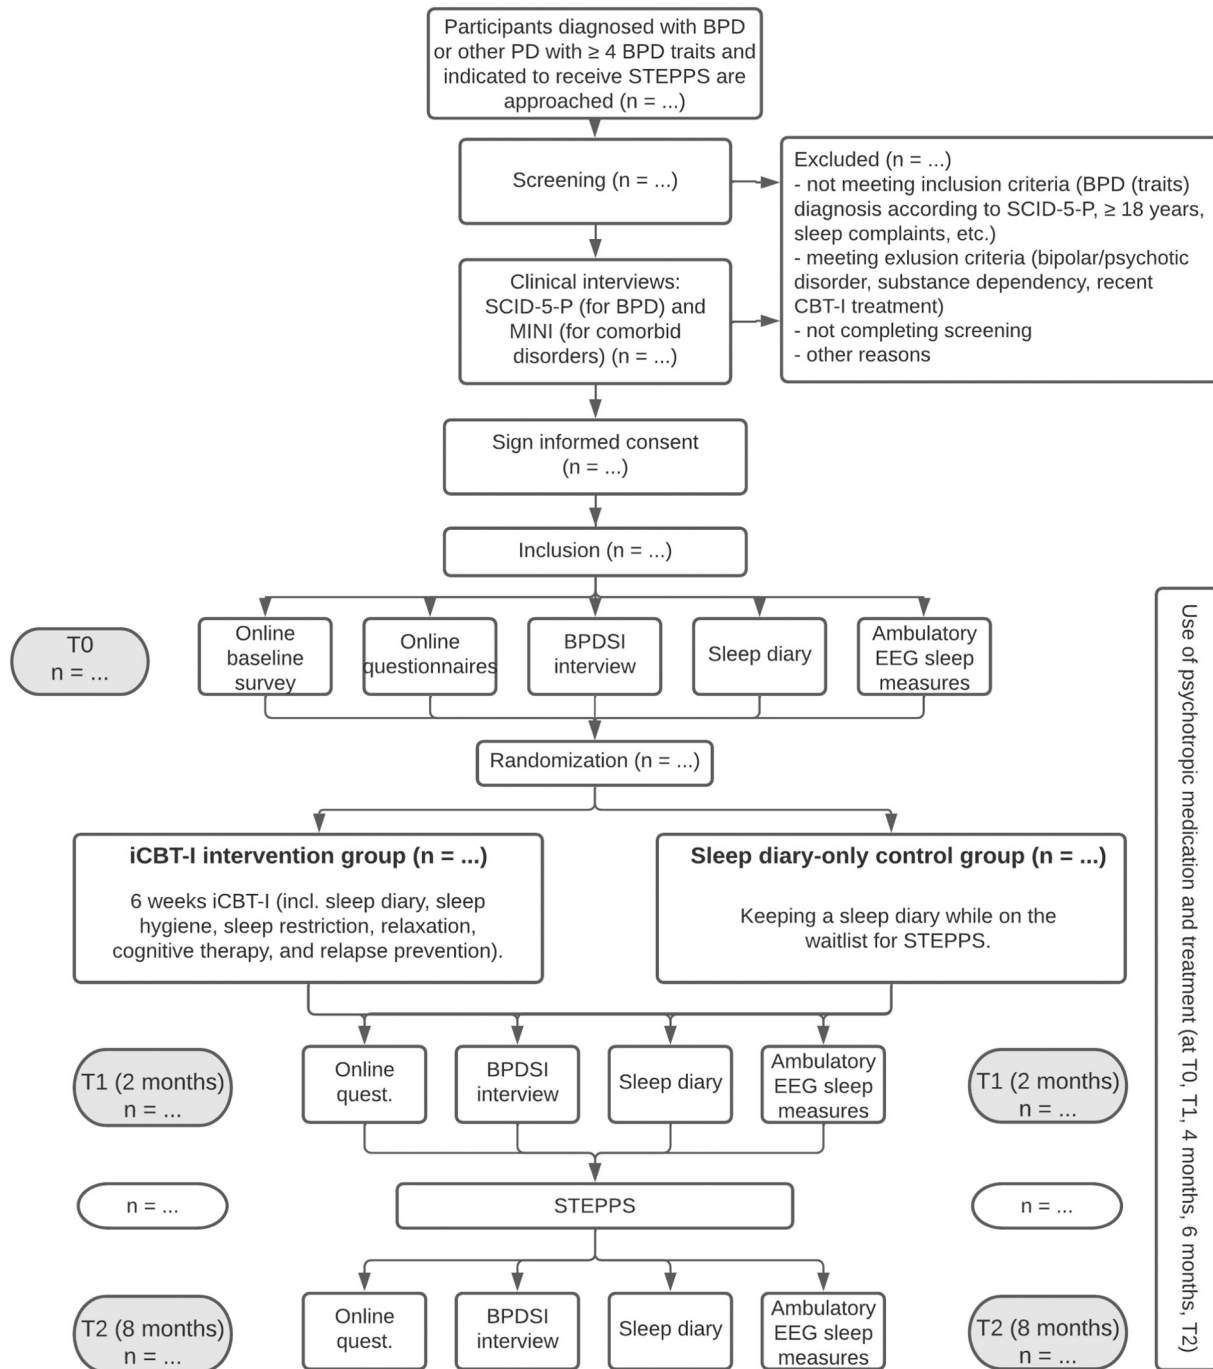 Participants diagnosed with BPD
or other PD with ≥ 4 BPD traits and
indicated to receive STEPPS are
approached (n = ...)
Screening (n = ...)
Excluded (n = ...)
- not meeting inclusion criteria (BPD (traits)
diagnosis according to SCID-5-P, ≥ 18 years,
sleep complaints, etc.)
- meeting exlusion criteria (bipolar/psychotic
disorder, substance dependency, recent
CBT-I treatment)
- not completing screening
- other reasons
Clinical interviews:
SCID-5-P (for BPD) and
MINI (for comorbid
disorders) (n = ...)
Sign informed consent
(n = ...)
Inclusion (n = ...)
T0
n = ...
Online
baseline
survey
Online
questionnaires
BPDSI
interview
Sleep diary
Ambulatory
EEG sleep
measures
Use of psychotropic medication and treatment (at T0, T1, 4 months, 6 months, T2)
Randomization (n = ...)
iCBT-I intervention group (n = ...)
6 weeks iCBT-I (incl. sleep diary, sleep
hygiene, sleep restriction, relaxation,
cognitive therapy, and relapse prevention).
Sleep diary-only control group (n = ...)
Keeping a sleep diary while on the
waitlist for STEPPS.
T1 (2 months)
n = ...
Online
quest.
BPDSI
interview
Sleep diary
Ambulatory
EEG sleep
measures
T1 (2 months)
n = ...
n = ...
STEPPS
n = ...
T2 (8 months)
n = ...
Online
quest.
BPDSI
interview
Sleep diary
Ambulatory
EEG sleep
measures
T2 (8 months)
n = ...